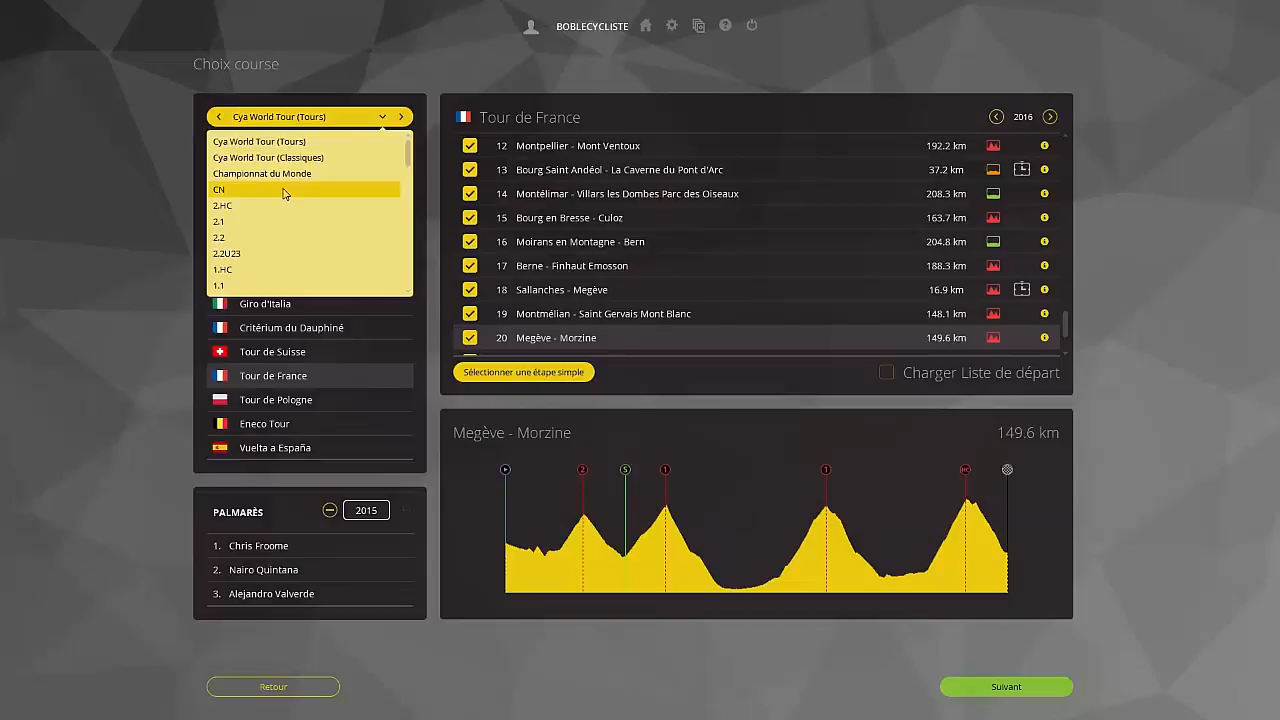 BOBLECYCLISTE
Choix course
Cya World Tour (Tours)
Cya World Tour (Tours)
Cya World Tour (Classiques)
Championnat du Monde
CN
2.HC
2.1
2.2
2.2U23
1.HC
1.1
Giro d'Italia
Critérium du Dauphiné
Tour de Suisse
Tour de France
Tour de Pologne
Eneco Tour
Vuelta a España
PALMARÈS 2015
1. Chris Froome
2. Nairo Quintana
3. Alejandro Valverde
Retour
Tour de France 2016
12 Montpellier - Mont Ventoux 192.2 km
13 Bourg Saint Andéol - La Caverne du Pont d'Arc 37.2 km
14 Montélimar - Villars les Dombes Parc des Oiseaux 208.3 km
15 Bourg en Bresse - Culoz 163.7 km
16 Moirans en Montagne - Bern 204.8 km
17 Berne - Finhaut Emosson 188.3 km
18 Sallanches - Megève 16.9 km
19 Montmélian - Saint Gervais Mont Blanc 148.1 km
20 Megève - Morzine 149.6 km
Sélectionner une étape simple Charger Liste de départ
Megève - Morzine 149.6 km
2 S 1 1 HC
Suivant